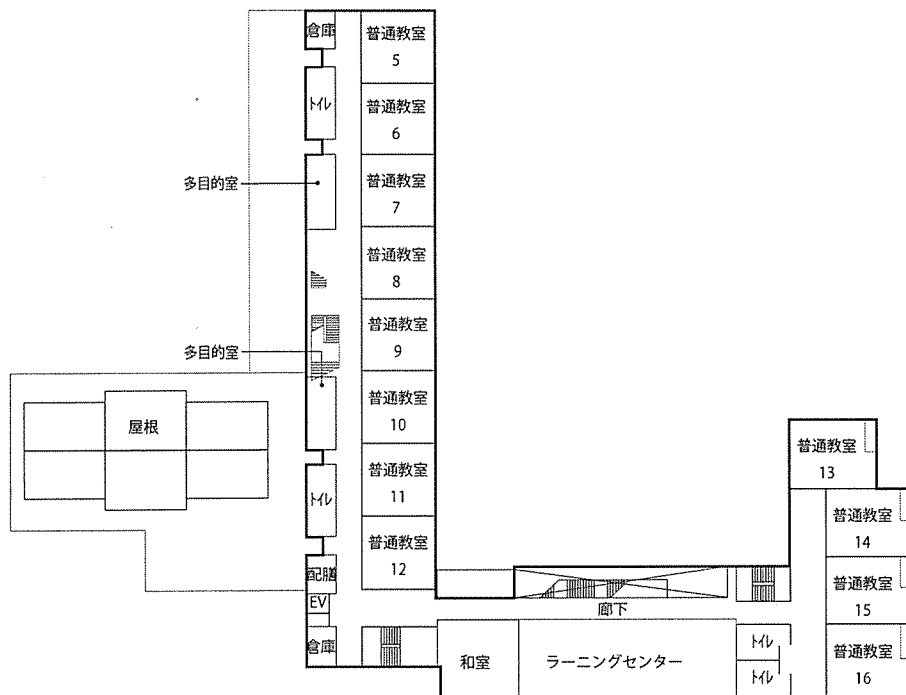 倉庫
普通教室
5
トイレ
普通教室
6
多目的室
普通教室
7
普通教室
8
普通教室
9
多目的室
普通教室
10
屋根
普通教室
11
トイレ
普通教室
12
配膳
EV
倉庫
普通教室
13
普通教室
14
普通教室
15
普通教室
16
廊下
和室
ラーニングセンター
トイレ
トイレ